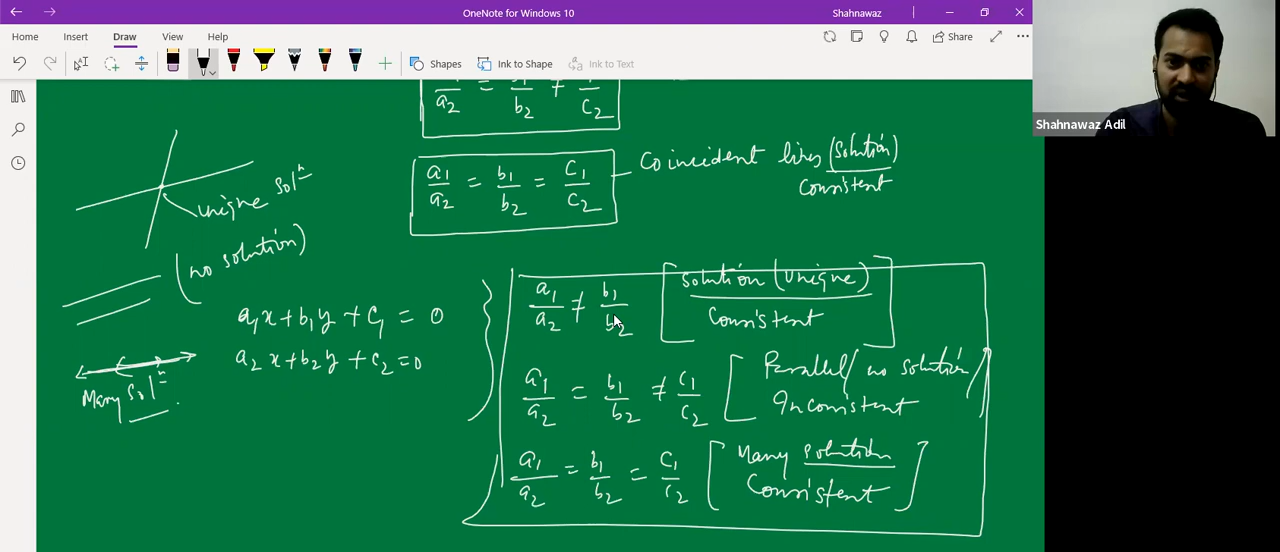 OneNote for Windows 10
Shahnawaz
Home Insert Draw View Help
Share
Shapes Ink to Shape Ink to Text
a₂ = b₂ ≠ c₂
a₁/a₂ = b₁/b₂ = c₁/c₂ — Coincident lines (Solution)
Consistent
Unique Solⁿ
(no solution)
a₁x + b₁y + c₁ = 0
a₂x + b₂y + c₂ = 0
Many Solⁿ
a₁/a₂ ≠ b₁/b₂ [Solution (Unique)
Consistent]
a₁/a₂ = b₁/b₂ ≠ c₁/c₂ [Parallel/no solution/
Inconsistent]
a₁/a₂ = b₁/b₂ = c₁/c₂ [Many solution
Consistent]
Shahnawaz Adil